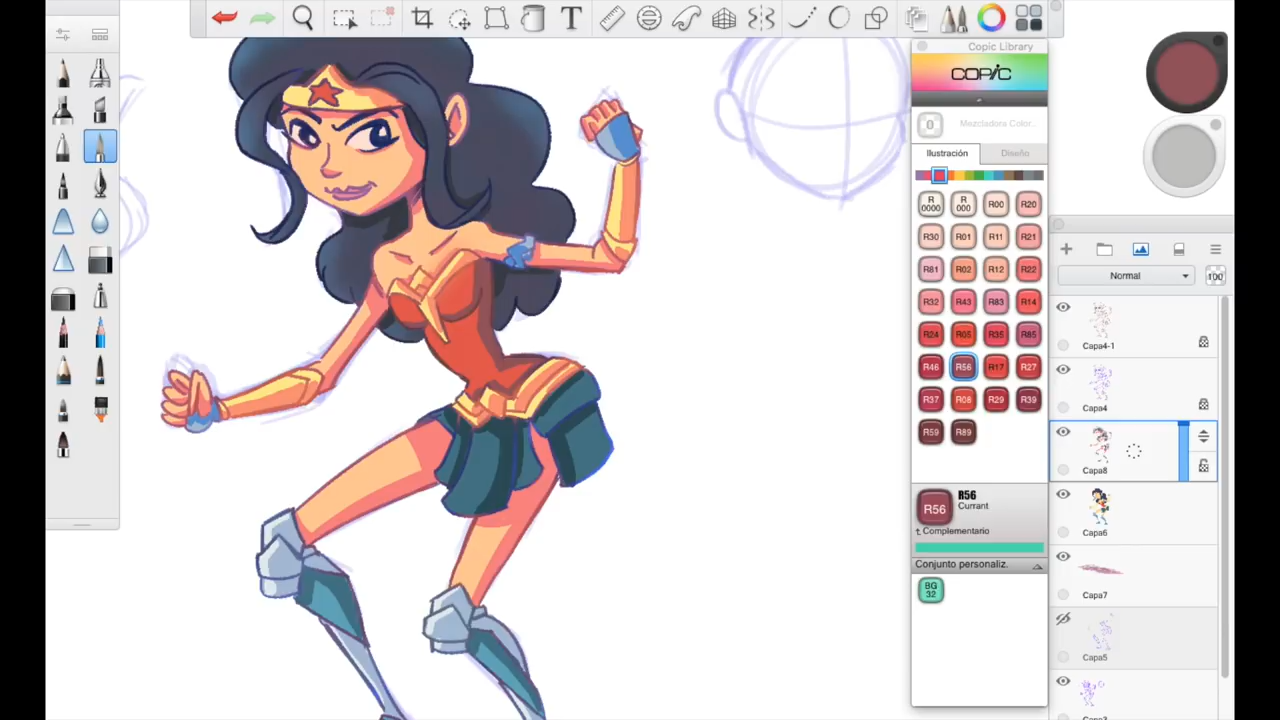 T
Copic Library
COPIC
0
Mezcladora Color...
Ilustración
Diseño
R
0000
R
000
R00
R20
R30
R01
R11
R21
R81
R02
R12
R22
R32
R43
R83
R14
R24
R05
R35
R85
R46
R56
R17
R27
R37
R08
R29
R39
R59
R89
R56
R56
Currant
Complementario
Conjunto personaliz.
BG
32
Normal
100
Capa4-1
Capa4
Capa8
Capa6
Capa7
Capa5